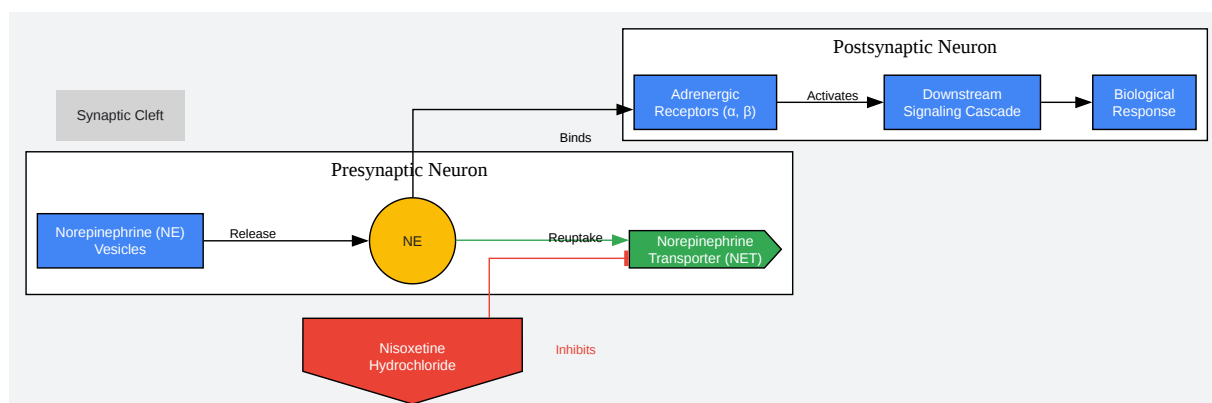 Postsynaptic Neuron
Adrenergic
Receptors (α, β)
Activates
Downstream
Signaling Cascade
Biological
Response
Synaptic Cleft
Binds
Presynaptic Neuron
Norepinephrine (NE)
Vesicles
Release
NE
Reuptake
Norepinephrine
Transporter (NET)
Nisoxetine
Hydrochloride
Inhibits